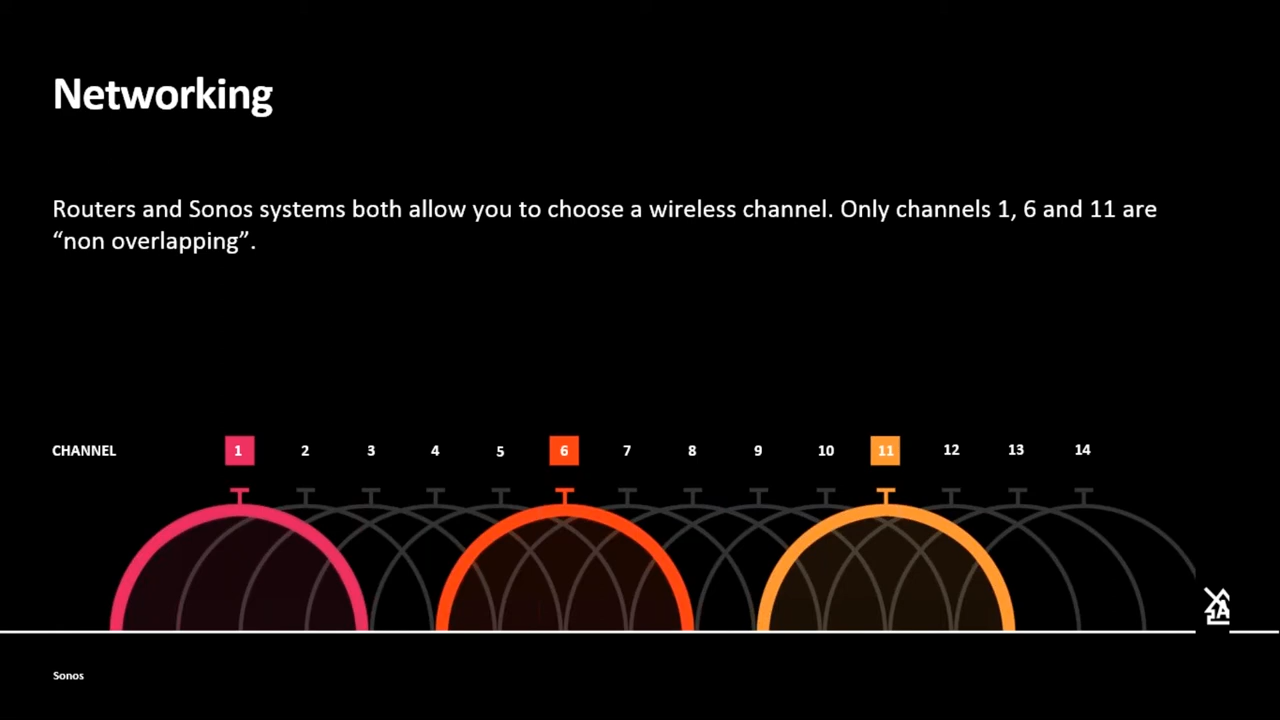 Networking
Routers and Sonos systems both allow you to choose a wireless channel. Only channels 1, 6 and 11 are
“non overlapping”.
CHANNEL 1 2 3 4 5 6 7 8 9 10 11 12 13 14
Sonos